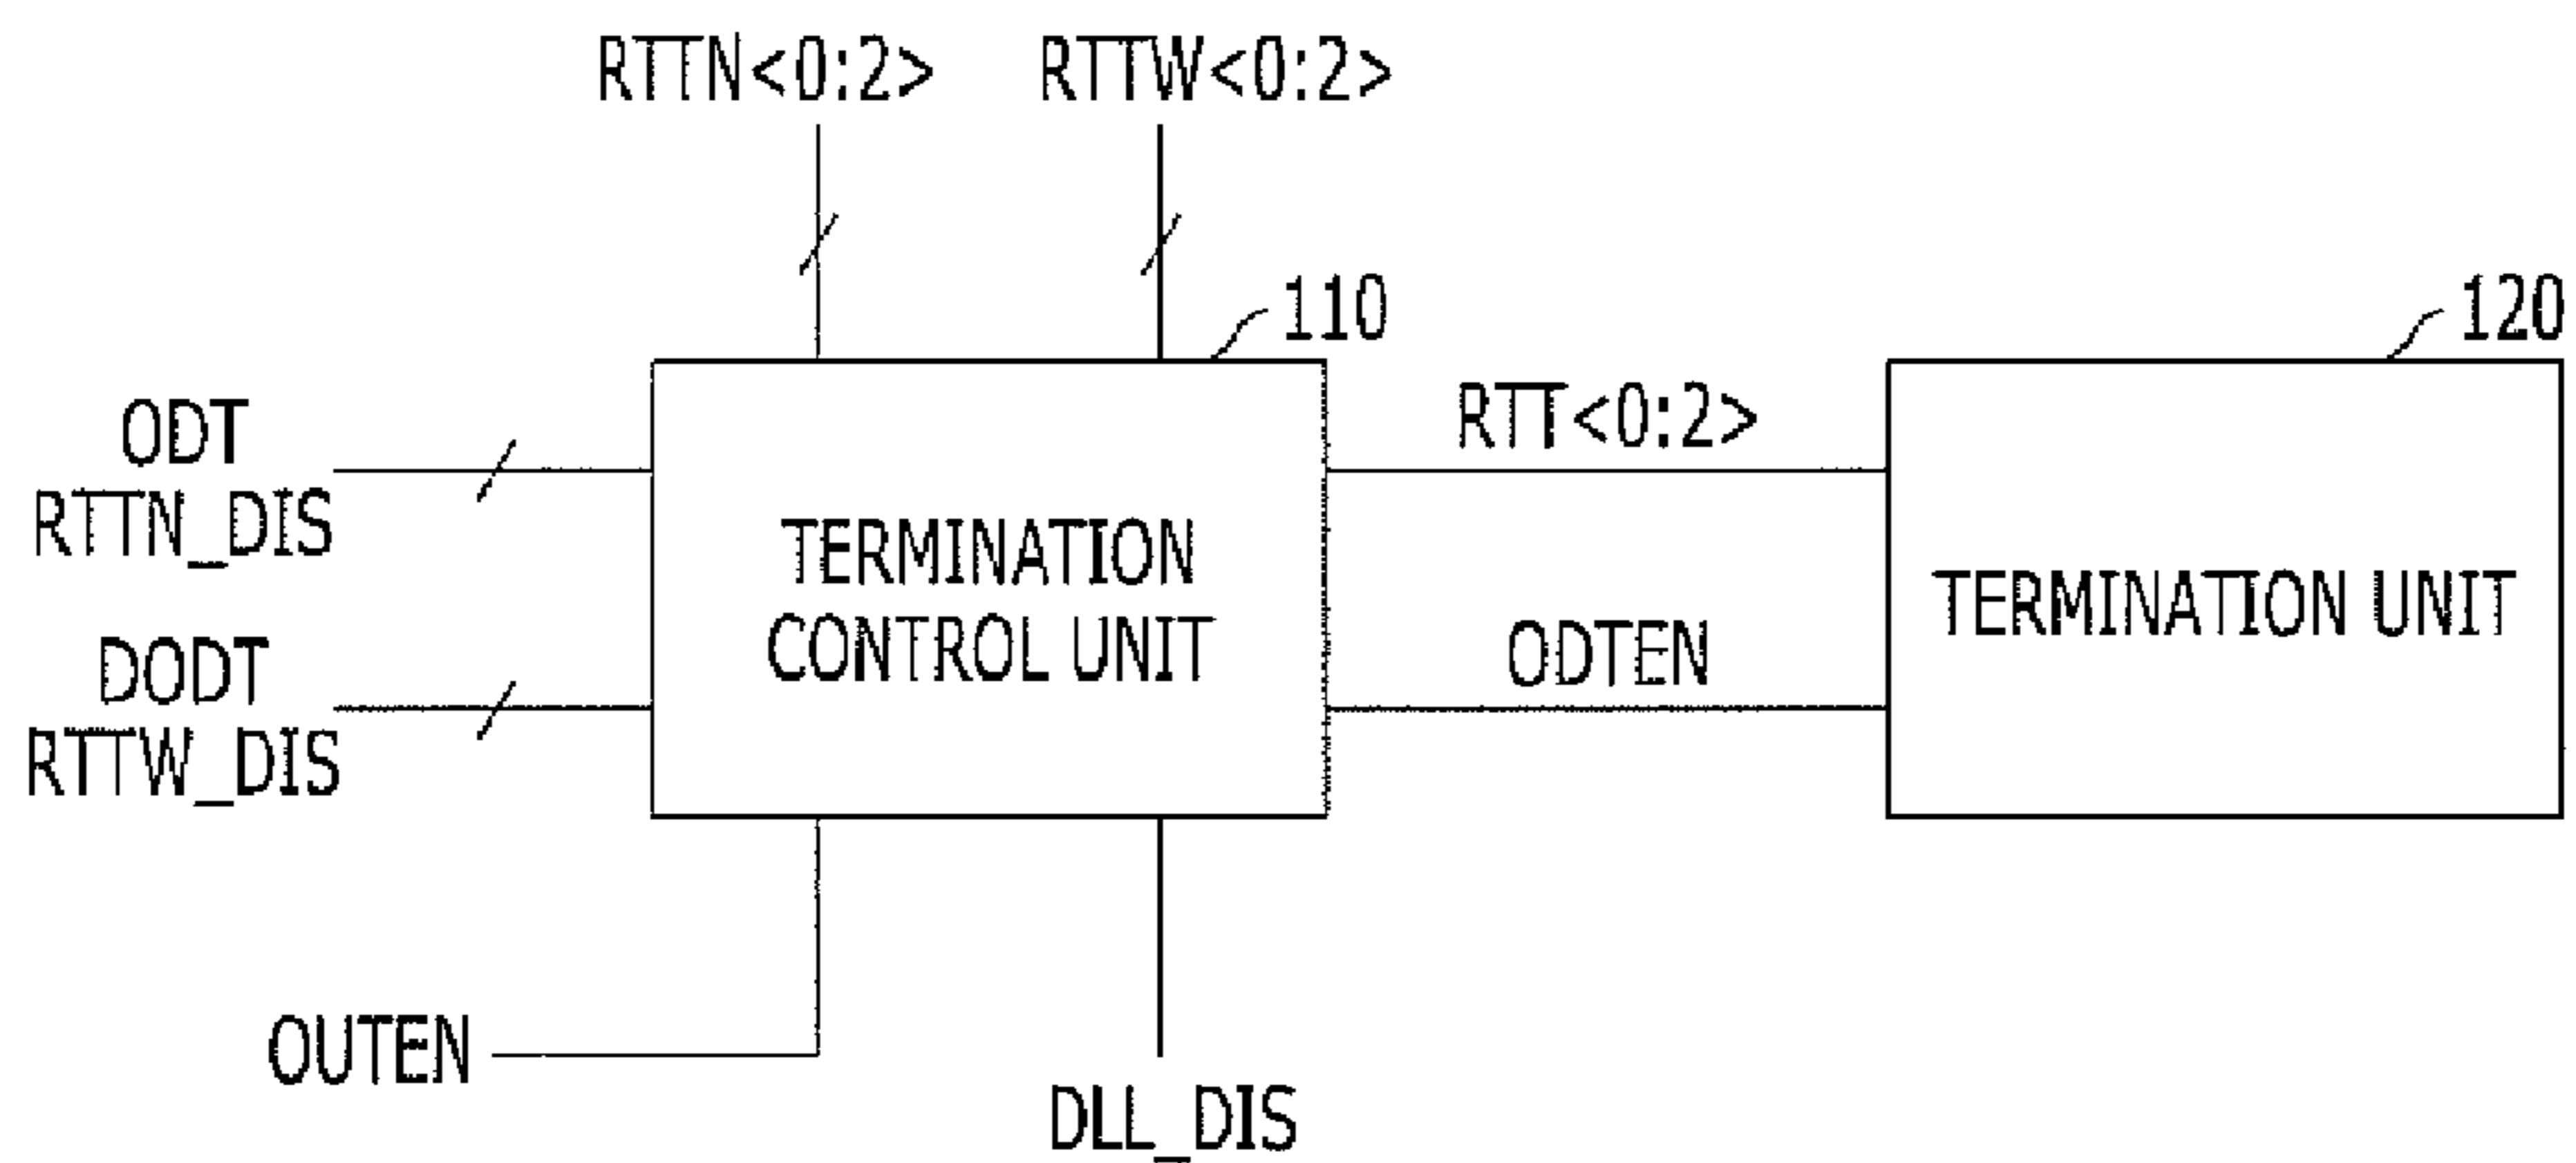 RTTN<0:2> RTTW<0:2>
110
120
ODT
RTTN_DIS
RTT<0:2>
TERMINATION
CONTROL UNIT
TERMINATION UNIT
DODT
RTTW_DIS
ODTEN
OUTEN
DLL_DIS